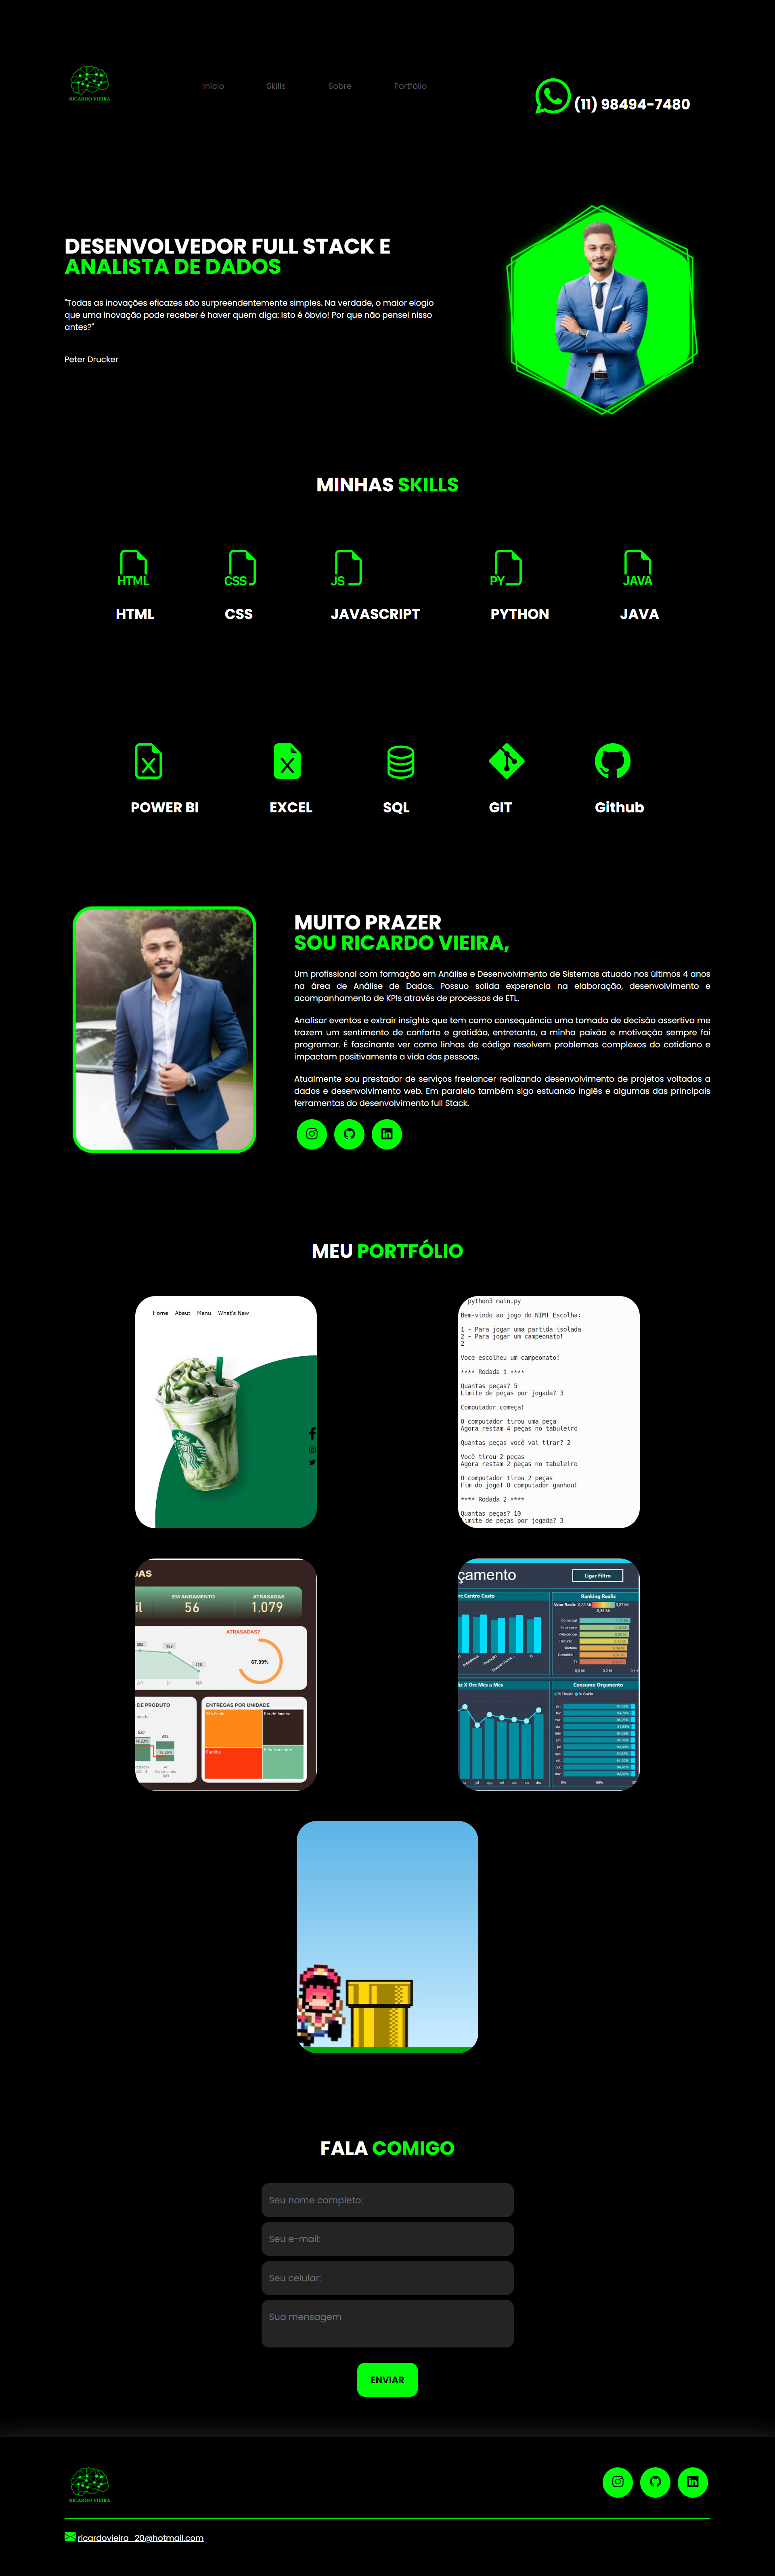 RICARDO VIEIRA
Início
Skills
Sobre
Portfólio
(11) 98494-7480
DESENVOLVEDOR FULL STACK E
ANALISTA DE DADOS
"Todas as inovações eficazes são surpreendentemente simples. Na verdade, o maior elogio
que uma inovação pode receber é haver quem diga: Isto é óbvio! Por que não pensei nisso
antes?"
Peter Drucker
MINHAS SKILLS
HTML
CSS
JS
PY
JAVA
HTML
CSS
JAVASCRIPT
PYTHON
JAVA
POWER BI
EXCEL
SQL
GIT
Github
MUITO PRAZER
SOU RICARDO VIEIRA,
Um profissional com formação em Análise e Desenvolvimento de Sistemas atuado nos últimos 4 anos
na área de Análise de Dados. Possuo solida experencia na elaboração, desenvolvimento e
acompanhamento de KPIs através de processos de ETL.
Analisar eventos e extrair insights que tem como consequência uma tomada de decisão assertiva me
trazem um sentimento de conforto e gratidão, entretanto, a minha paixão e motivação sempre foi
programar. É fascinante ver como linhas de código resolvem problemas complexos do cotidiano e
impactam positivamente a vida das pessoas.
Atualmente sou prestador de serviços freelancer realizando desenvolvimento de projetos voltados a
dados e desenvolvimento web. Em paralelo também sigo estuando inglês e algumas das principais
ferramentas do desenvolvimento full Stack.
MEU PORTFÓLIO
Home
Abaut
Menu
What's New
python3 main.py
Bem-vindo ao jogo do NIM! Escolha:
1 - Para jogar uma partida isolada
2 - Para jogar um campeonato!
2
Voce escolheu um campeonato!
**** Rodada 1 ****
Quantas peças? 5
Limite de peças por jogada? 3
Computador começa!
O computador tirou uma peça
Agora restam 4 peças no tabuleiro
Quantas peças você vai tirar? 2
Você tirou 2 peças
Agora restam 2 peças no tabuleiro
O computador tirou 2 peças
Fim do jogo! O computador ganhou!
**** Rodada 2 ****
Quantas peças? 10
Limite de peças por jogada? 3
GAS
EM ANDAMENTO
56
ATRASADAS
1.079
ATRASADAS?
67.99%
DE PRODUTO
ENTREGAS POR UNIDADE
São Paulo
Rio de Janeiro
Curitiba
Belo Horizonte
çamento
Ligar Filtro
Centro Custo
Ranking Realiz
X Orc Mês a Mês
Consumo Orçamento
FALA COMIGO
Seu nome completo:
Seu e-mail:
Seu celular:
Sua mensagem
ENVIAR
RICARDO VIEIRA
ricardovieira_20@hotmail.com